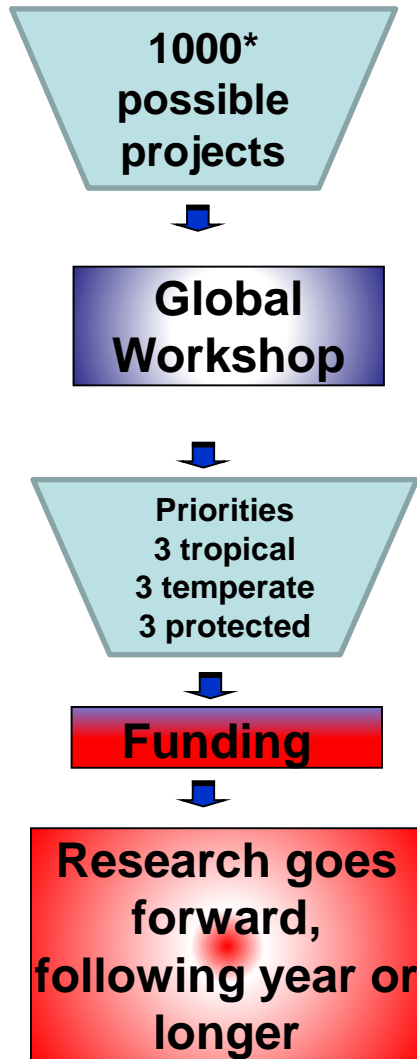 1000*
possible
projects
Global
Workshop
Priorities
3 tropical
3 temperate
3 protected
Funding
Research goes
forward,
following year or
longer